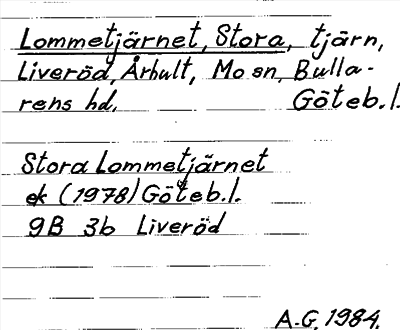 Lommetjärnet, Stora, tjärn,
Liveröd, Århult, Mo sn, Bulla-
rens hd. Göteb. l.
Stora Lommetjärnet
ek (1978) Göteb. l.
9B 3b Liveröd
A.G. 1984.